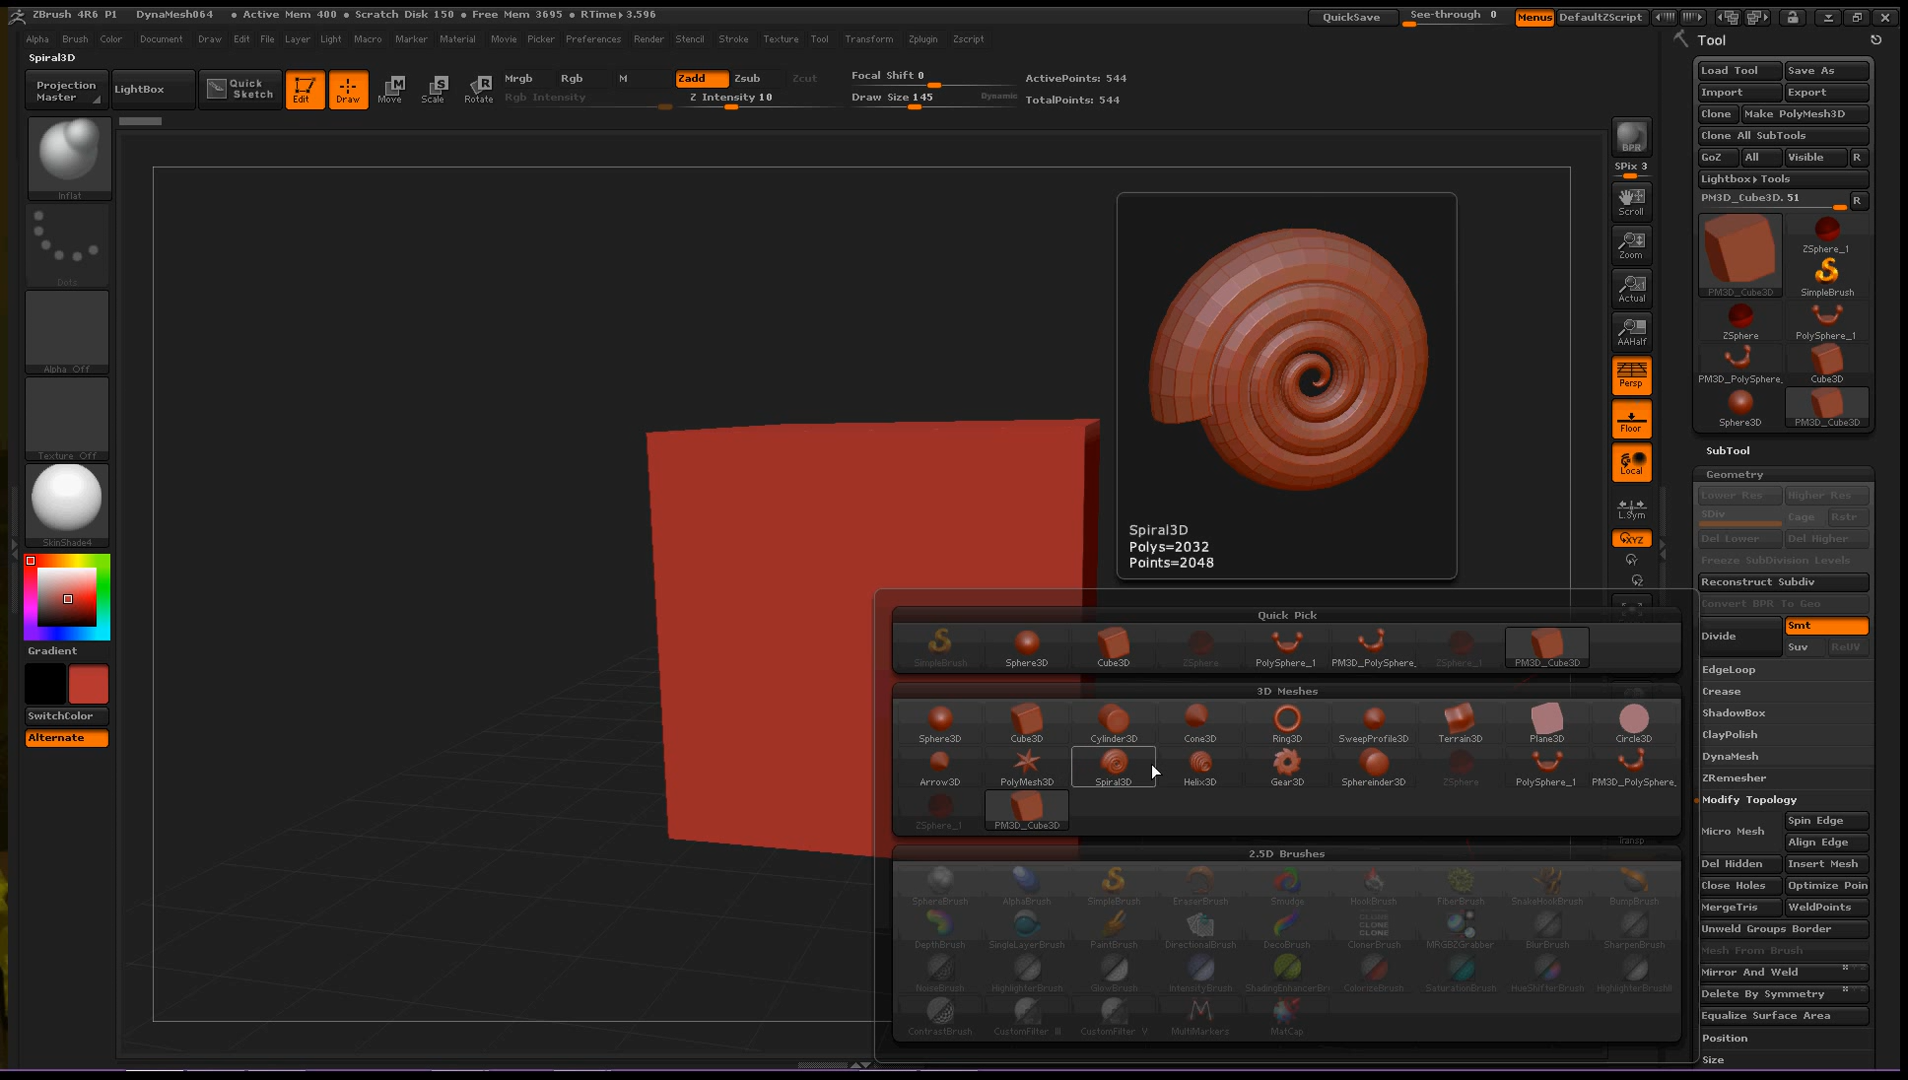 ZBrush 4R6 P1 DynaMesh064 • Active Mem 400 • Scratch Disk 150 • Free Mem 3695 • RTime▸3.596 QuickSave See-through 0 Menus DefaultZScript
Alpha Brush Color Document Draw Edit File Layer Light Macro Marker Material Movie Picker Preferences Render Stencil Stroke Texture Tool Transform Zplugin Zscript
Spiral3D
Projection Master
LightBox
Quick Sketch
Edit
Draw
Move
Scale
Rotate
Mrgb Rgb M Zadd Zsub Zcut
Rgb Intensity Z Intensity 10
Focal Shift 0
Draw Size 145 Dynamic
ActivePoints: 544
TotalPoints: 544
Inflat
Dots
Alpha Off
Texture Off
SkinShade4
Gradient
SwitchColor
Alternate
Spiral3D
Polys=2032
Points=2048
Quick Pick
SimpleBrush Sphere3D Cube3D ZSphere PolySphere_1 PM3D_PolySphere_ ZSphere_1 PM3D_Cube3D
3D Meshes
Sphere3D Cube3D Cylinder3D Cone3D Ring3D SweepProfile3D Terrain3D Plane3D Circle3D
Arrow3D PolyMesh3D Spiral3D Helix3D Gear3D Sphereinder3D ZSphere PolySphere_1 PM3D_PolySphere_
ZSphere_1 PM3D_Cube3D
2.5D Brushes
SphereBrush AlphaBrush SimpleBrush EraserBrush Smudge HookBrush FiberBrush SnakeHookBrush BumpBrush
DepthBrush SingleLayerBrush PaintBrush DirectionalBrush DecoBrush ClonerBrush MRGBZGrabber BlurBrush SharpenBrush
NoiseBrush HighlighterBrush GlowBrush IntensityBrush ShadingEnhancerBr ColorizeBrush SaturationBrush HueShifterBrush HighlighterBrush
ContrastBrush CustomFilter CustomFilter MultiMarkers MatCap
BPR
SPix 3
Scroll
Zoom
Actual
AAHalf
Persp
Floor
Local
L.Sym
XYZ
Transp
Tool
Load Tool Save As
Import Export
Clone Make PolyMesh3D
Clone All SubTools
GoZ All Visible R
Lightbox▸Tools
PM3D_Cube3D. 51 R
PM3D_Cube3D ZSphere_1
SimpleBrush
ZSphere PolySphere_1
PM3D_PolySphere_ Cube3D
Sphere3D PM3D_Cube3D
SubTool
Geometry
Lower Res Higher Res
SDiv Cage Rstr
Del Lower Del Higher
Freeze SubDivision Levels
Reconstruct Subdiv
Convert BPR To Geo
Divide Smt
Suv ReUV
EdgeLoop
Crease
ShadowBox
ClayPolish
DynaMesh
ZRemesher
Modify Topology
Micro Mesh Spin Edge
Align Edge
Del Hidden Insert Mesh
Close Holes Optimize Poin
MergeTris WeldPoints
Unweld Groups Border
Mesh From Brush
Mirror And Weld
Delete By Symmetry
Equalize Surface Area
Position
Size